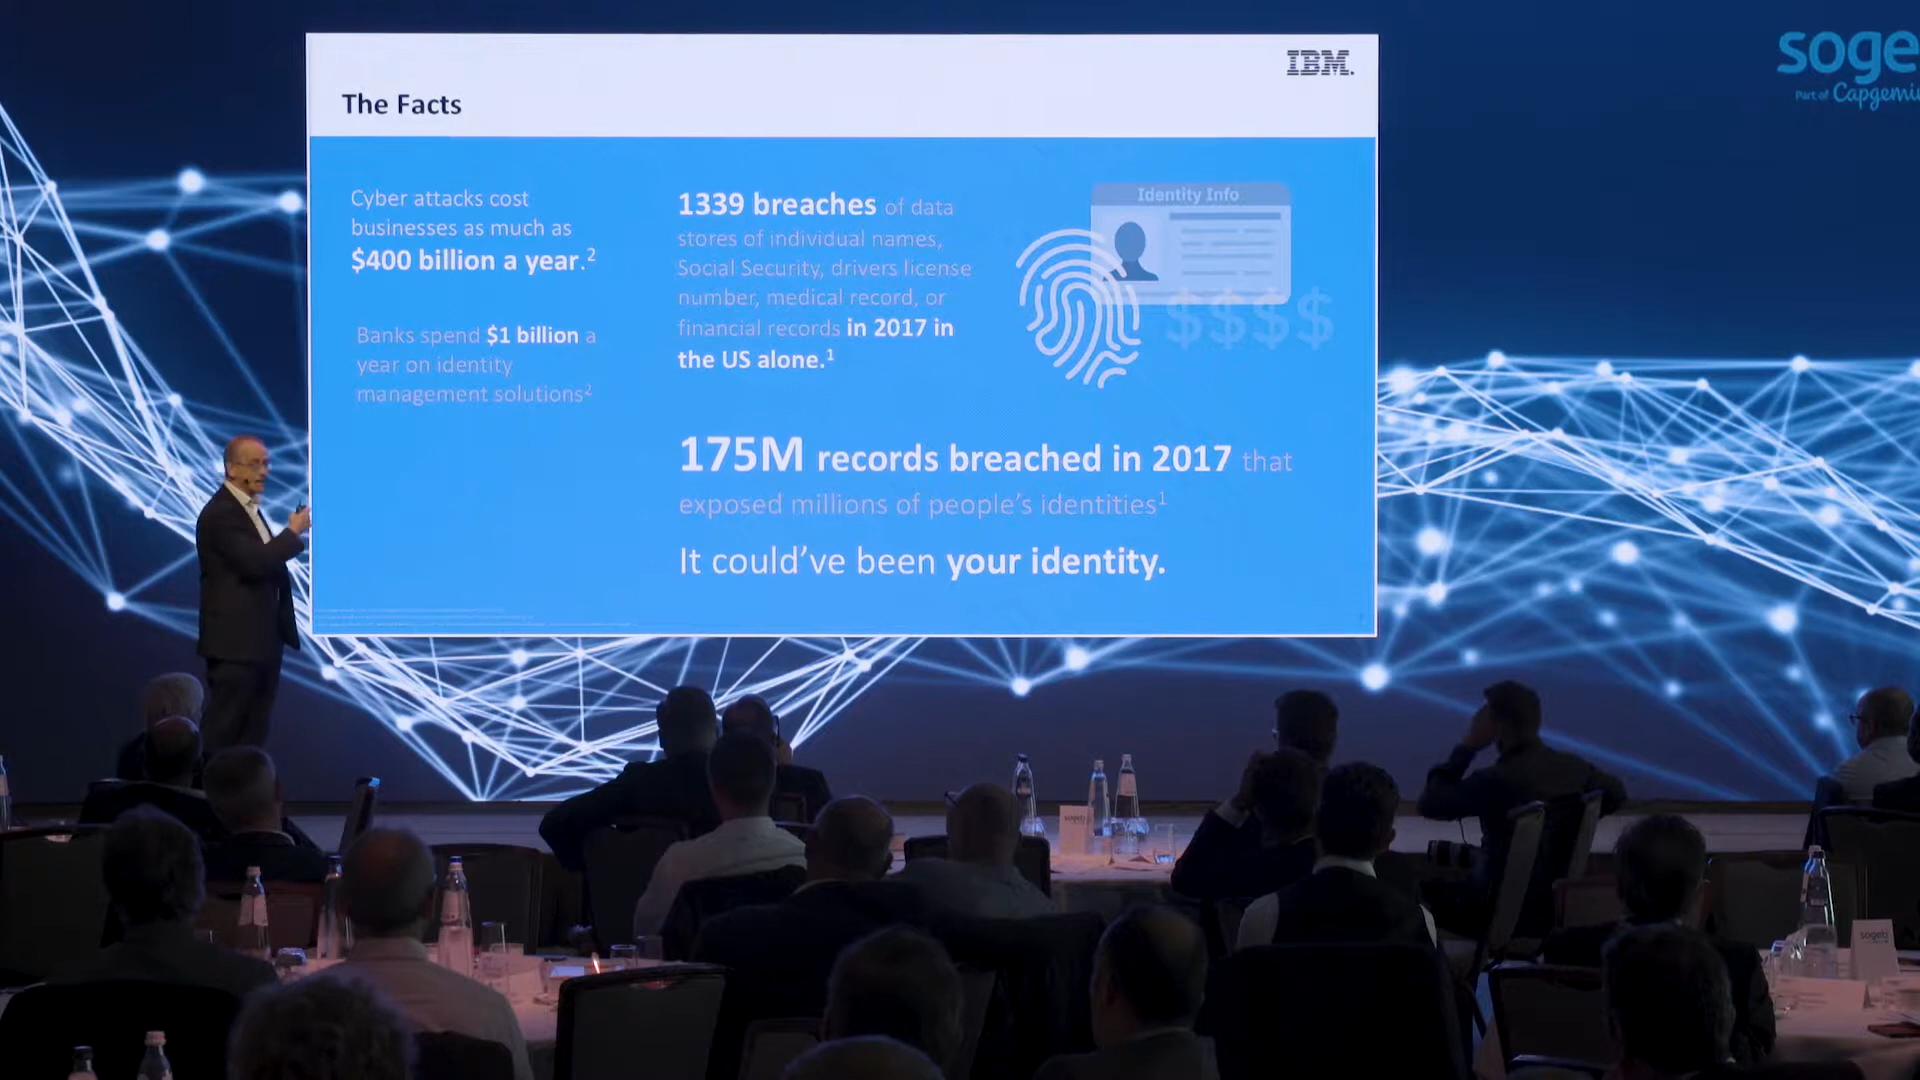 IBM.
soge
Part of Capgemi
The Facts
Cyber attacks cost
businesses as much as
$400 billion a year.2
Banks spend $1 billion a
year on identity
management solutions2
1339 breaches of data
stores of individual names,
Social Security, drivers license
number, medical record, or
financial records in 2017 in
the US alone.1
Identity Info
$$$$
175M records breached in 2017 that
exposed millions of people's identities1
It could've been your identity.
sogeti
sogeti